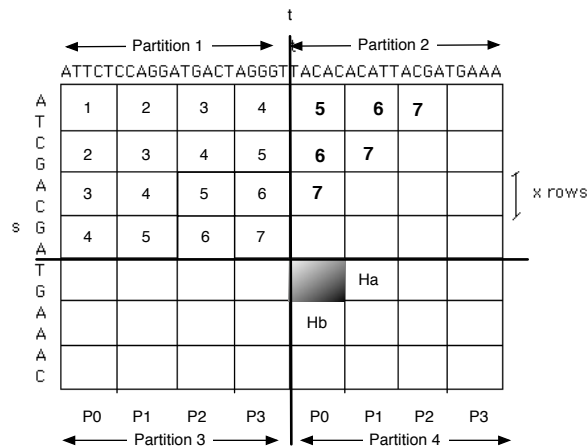 t
t
Partition 1 Partition 2
ATTCTCCAGGATGACTAGGGTTACACACATTACGATGAAA
A
T
C
G
A
C
G
A
T
G
A
A
A
C
s
1 2 3 4 5 6 7
2 3 4 5 6 7
3 4 5 6 7
x rows
4 5 6 7
Ha
Hb
P0 P1 P2 P3 P0 P1 P2 P3
Partition 3 Partition 4